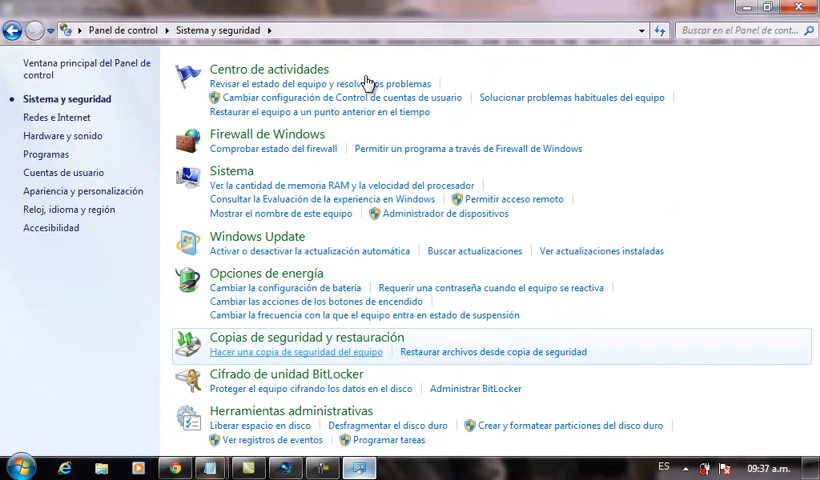 Panel de control ▸ Sistema y seguridad ▸
Buscar en el Panel de cont...
Ventana principal del Panel de
control
Sistema y seguridad
Redes e Internet
Hardware y sonido
Programas
Cuentas de usuario
Apariencia y personalización
Reloj, idioma y región
Accesibilidad
Centro de actividades
Revisar el estado del equipo y resolver los problemas
Cambiar configuración de Control de cuentas de usuario Solucionar problemas habituales del equipo
Restaurar el equipo a un punto anterior en el tiempo
Firewall de Windows
Comprobar estado del firewall Permitir un programa a través de Firewall de Windows
Sistema
Ver la cantidad de memoria RAM y la velocidad del procesador
Consultar la Evaluación de la experiencia en Windows Permitir acceso remoto
Mostrar el nombre de este equipo Administrador de dispositivos
Windows Update
Activar o desactivar la actualización automática Buscar actualizaciones Ver actualizaciones instaladas
Opciones de energía
Cambiar la configuración de batería Requerir una contraseña cuando el equipo se reactiva
Cambiar las acciones de los botones de encendido
Cambiar la frecuencia con la que el equipo entra en estado de suspensión
Copias de seguridad y restauración
Hacer una copia de seguridad del equipo Restaurar archivos desde copia de seguridad
Cifrado de unidad BitLocker
Proteger el equipo cifrando los datos en el disco Administrar BitLocker
Herramientas administrativas
Liberar espacio en disco Desfragmentar el disco duro Crear y formatear particiones del disco duro
Ver registros de eventos Programar tareas
ES 09:37 a.m.